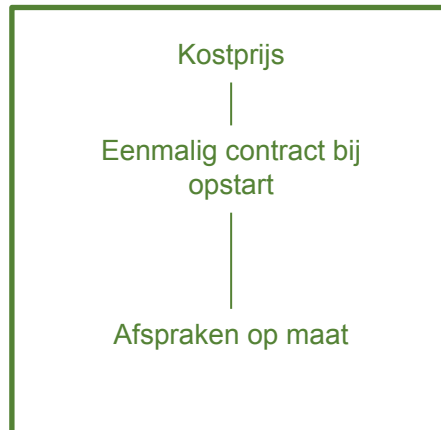 Kostprijs
Eenmalig contract bij
opstart
Afspraken op maat